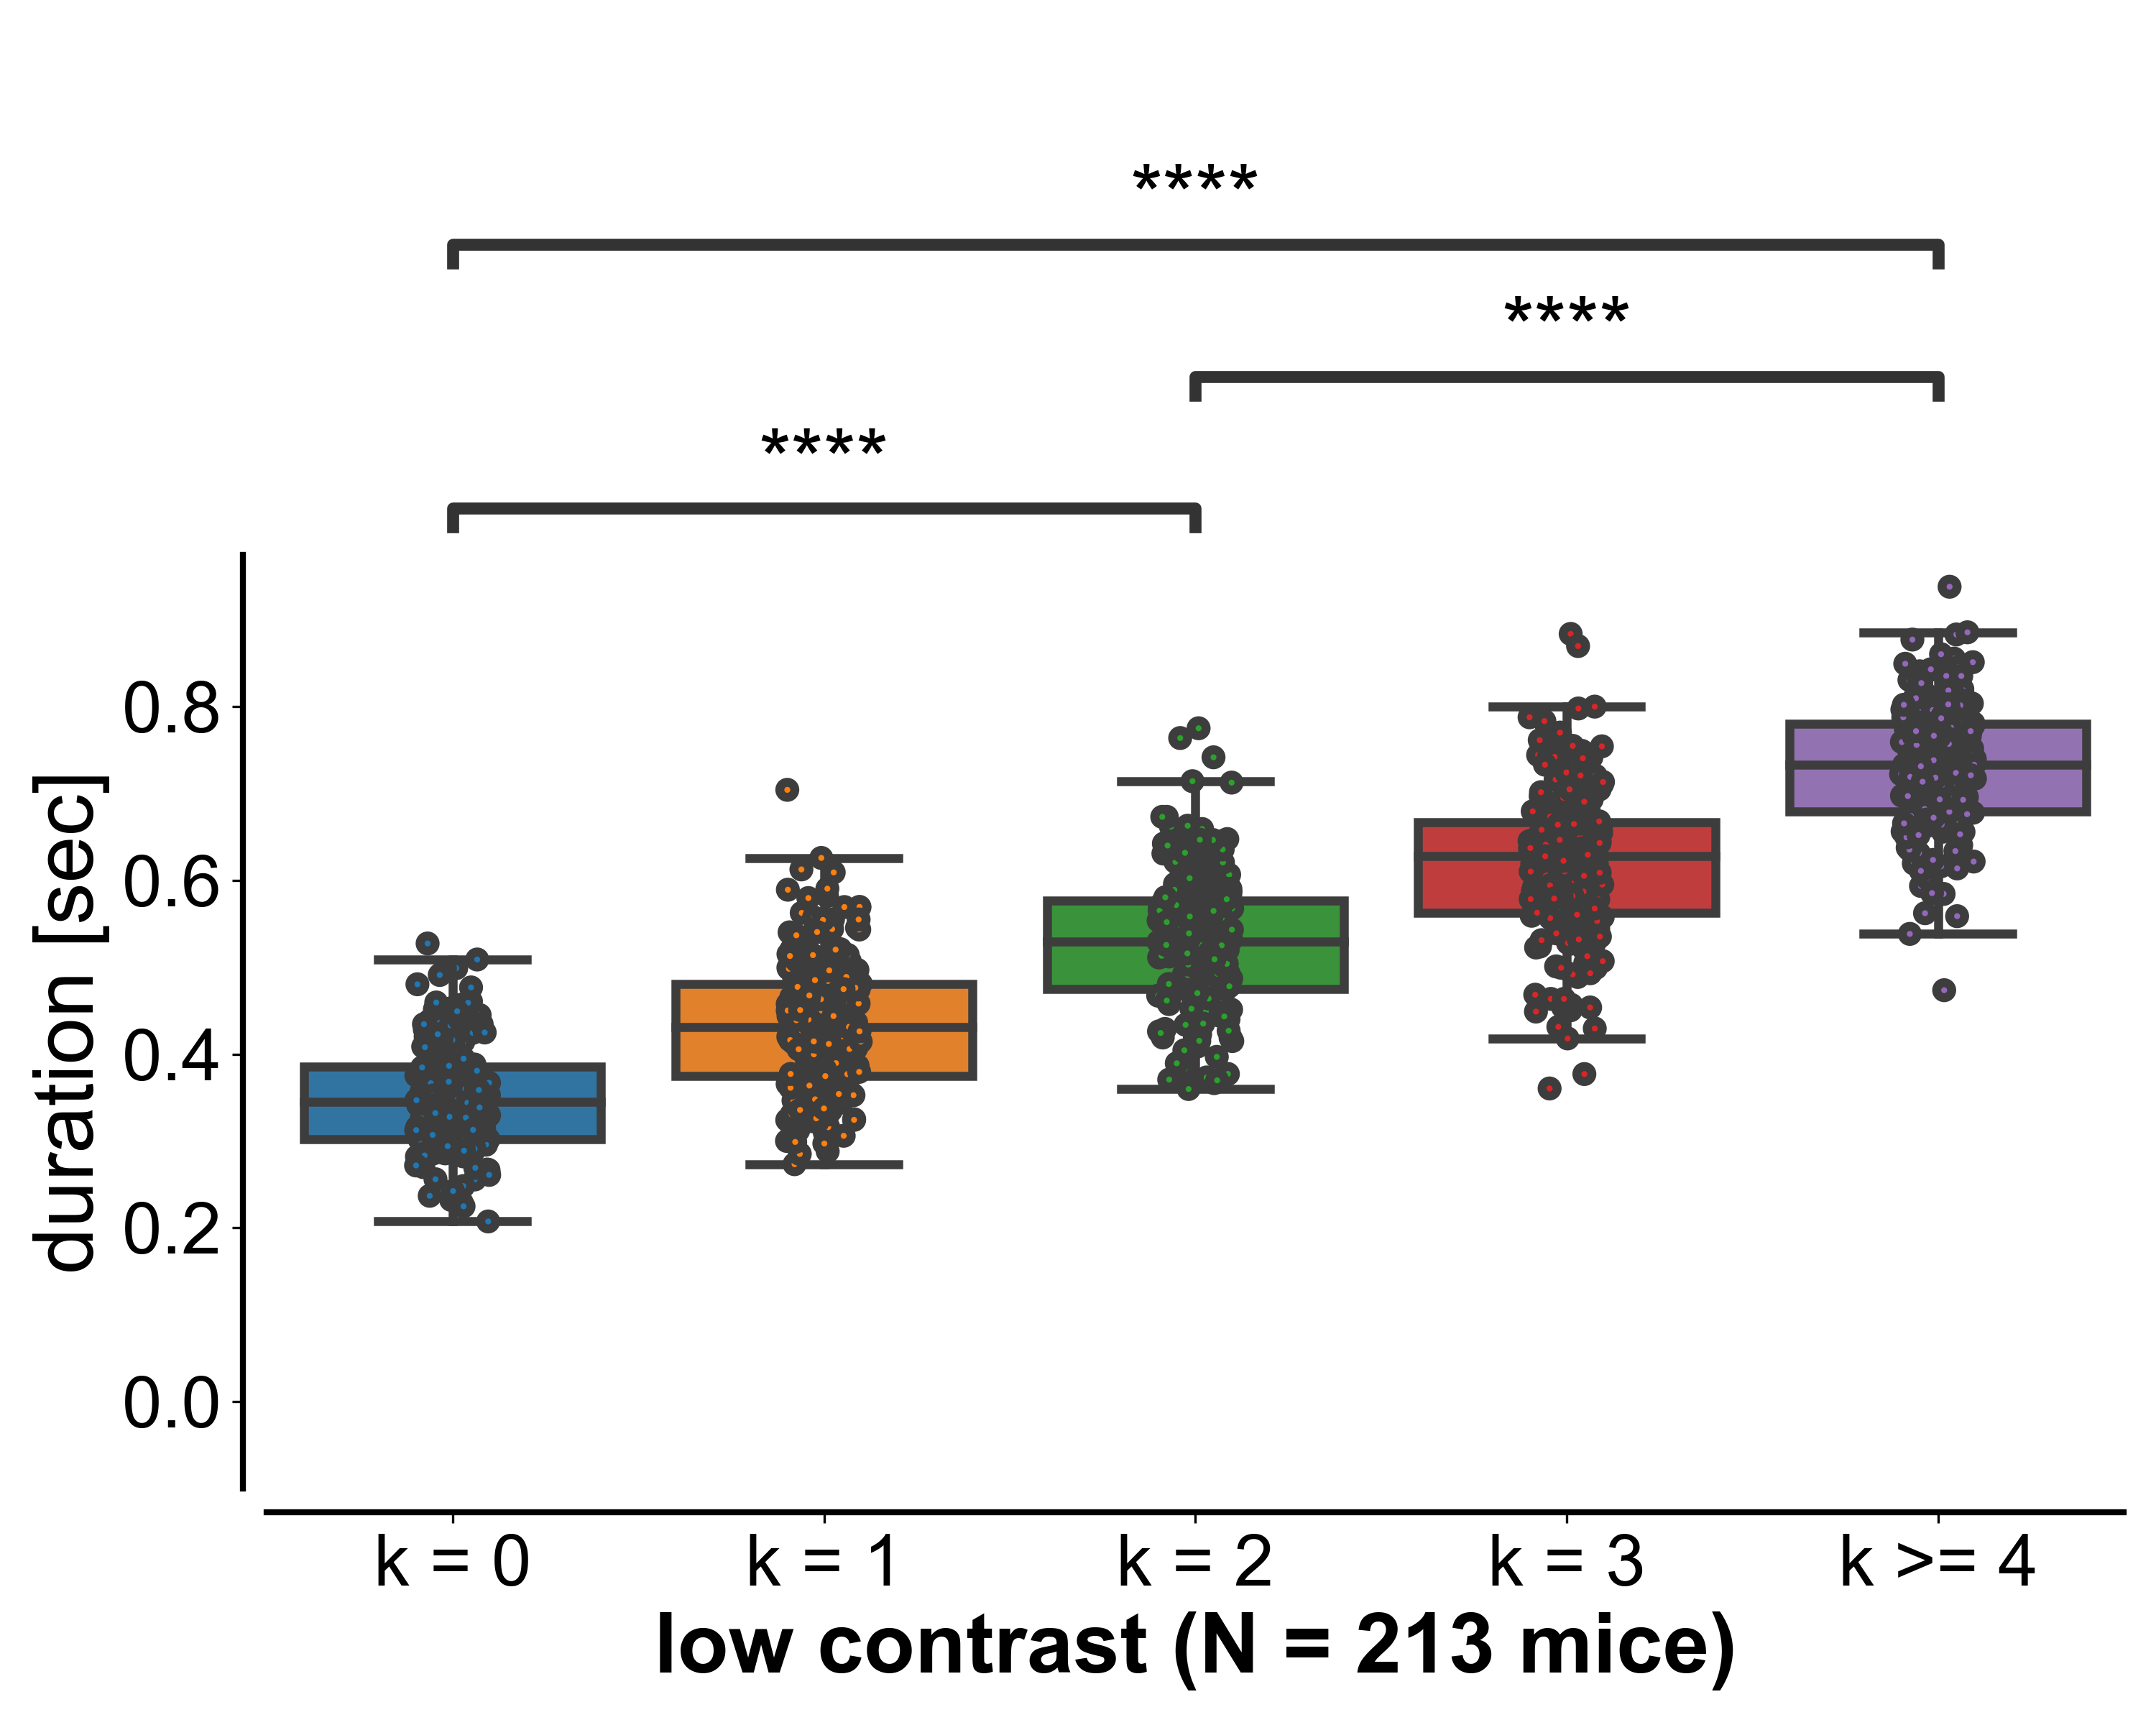 ****
****
****
duration [sec]
0.8
0.6
0.4
0.2
0.0
k = 0 k = 1 k = 2 k = 3 k >= 4
low contrast (N = 213 mice)